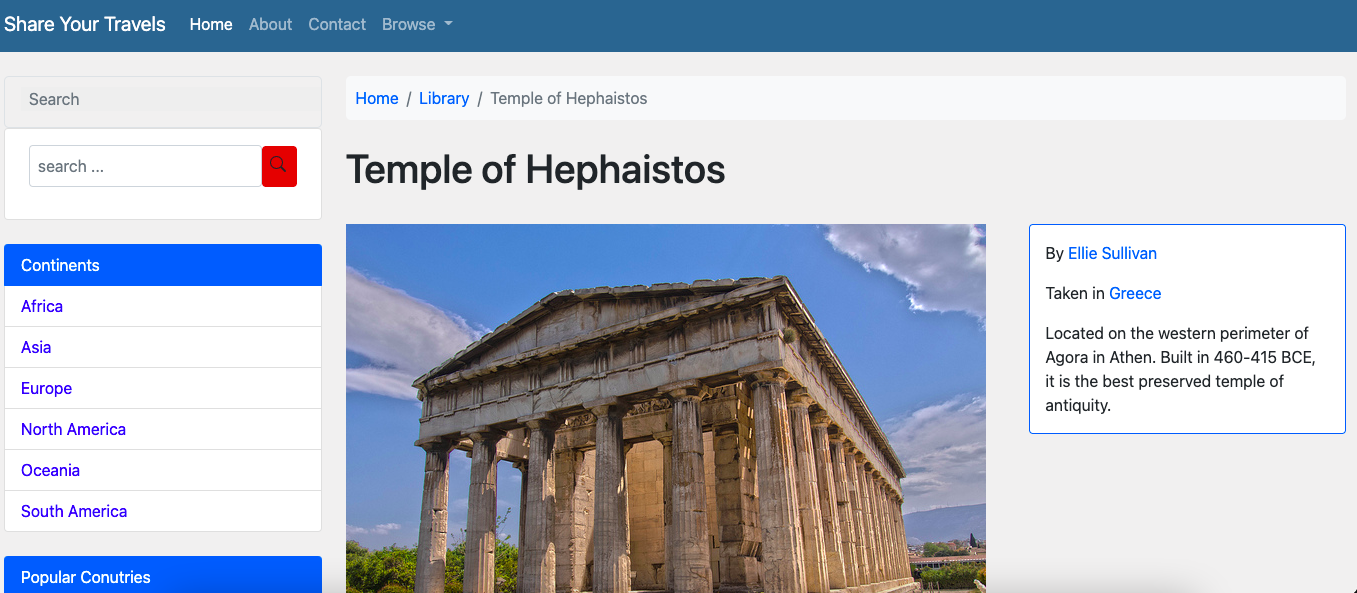 Share Your Travels Home About Contact Browse
Search
search ...
Continents
Africa
Asia
Europe
North America
Oceania
South America
Popular Conutries
Home / Library / Temple of Hephaistos
Temple of Hephaistos
By Ellie Sullivan
Taken in Greece
Located on the western perimeter of
Agora in Athen. Built in 460-415 BCE,
it is the best preserved temple of
antiquity.